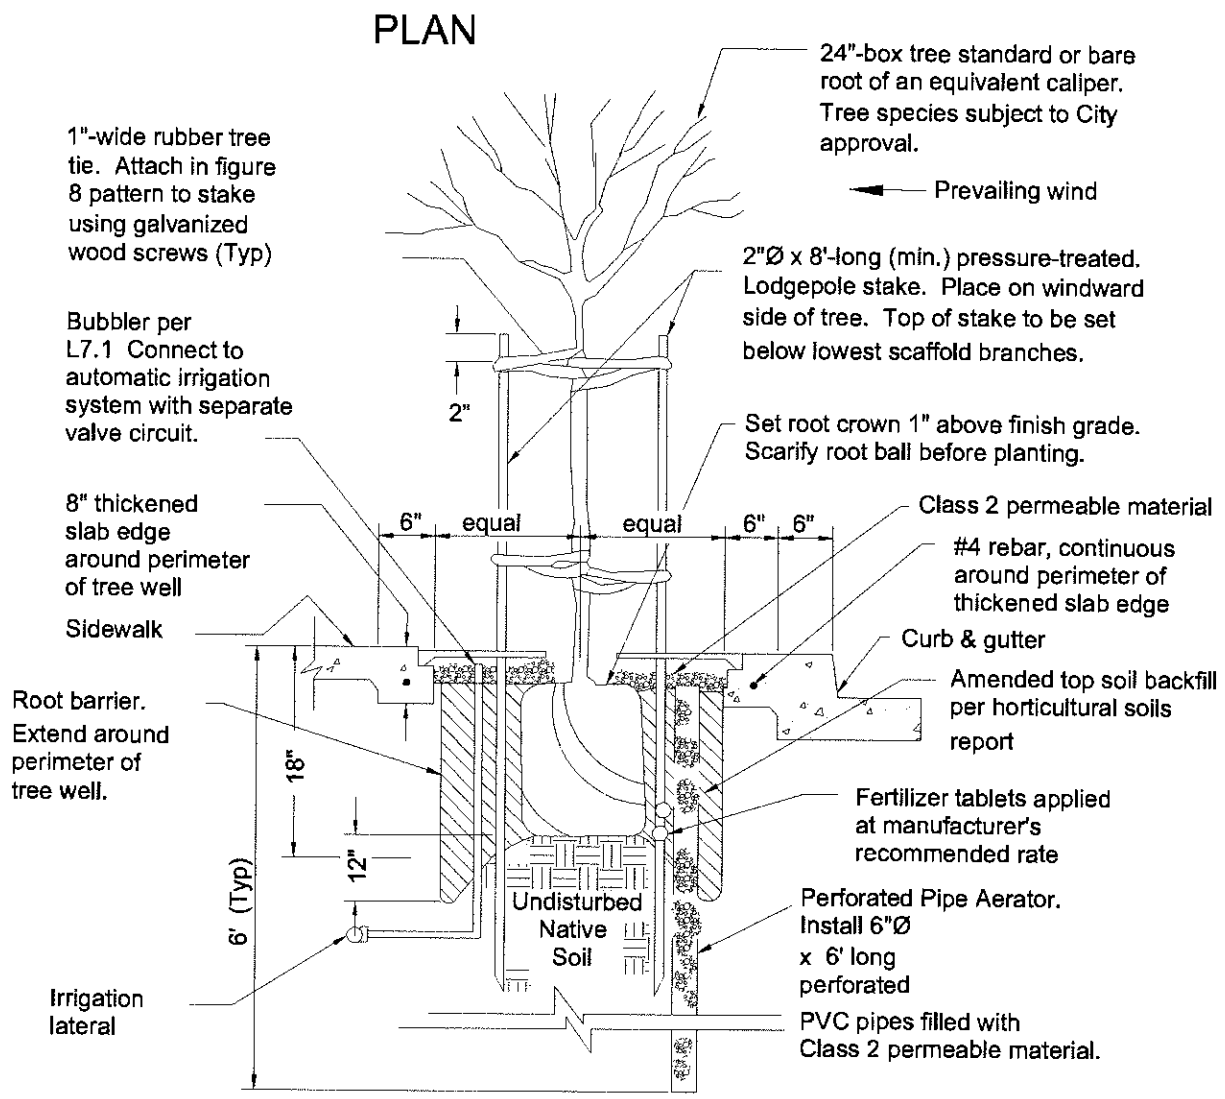 PLAN
24"-box tree standard or bare
root of an equivalent caliper.
Tree species subject to City
approval.
1"-wide rubber tree
tie. Attach in figure
8 pattern to stake
using galvanized
wood screws (Typ)
Prevailing wind
2"Ø x 8'-long (min.) pressure-treated.
Lodgepole stake. Place on windward
side of tree. Top of stake to be set
below lowest scaffold branches.
Bubbler per
L7.1 Connect to
automatic irrigation
system with separate
valve circuit.
2"
Set root crown 1" above finish grade.
Scarify root ball before planting.
8" thickened
slab edge
around perimeter
of tree well
6"
equal
equal
6"
6"
Class 2 permeable material
#4 rebar, continuous
around perimeter of
thickened slab edge
Sidewalk
Curb & gutter
Root barrier.
Extend around
perimeter of
tree well.
Amended top soil backfill
per horticultural soils
report
18"
12"
6' (Typ)
Fertilizer tablets applied
at manufacturer's
recommended rate
Undisturbed
Native
Soil
Perforated Pipe Aerator.
Install 6"Ø
x 6' long
perforated
PVC pipes filled with
Class 2 permeable material.
Irrigation
lateral